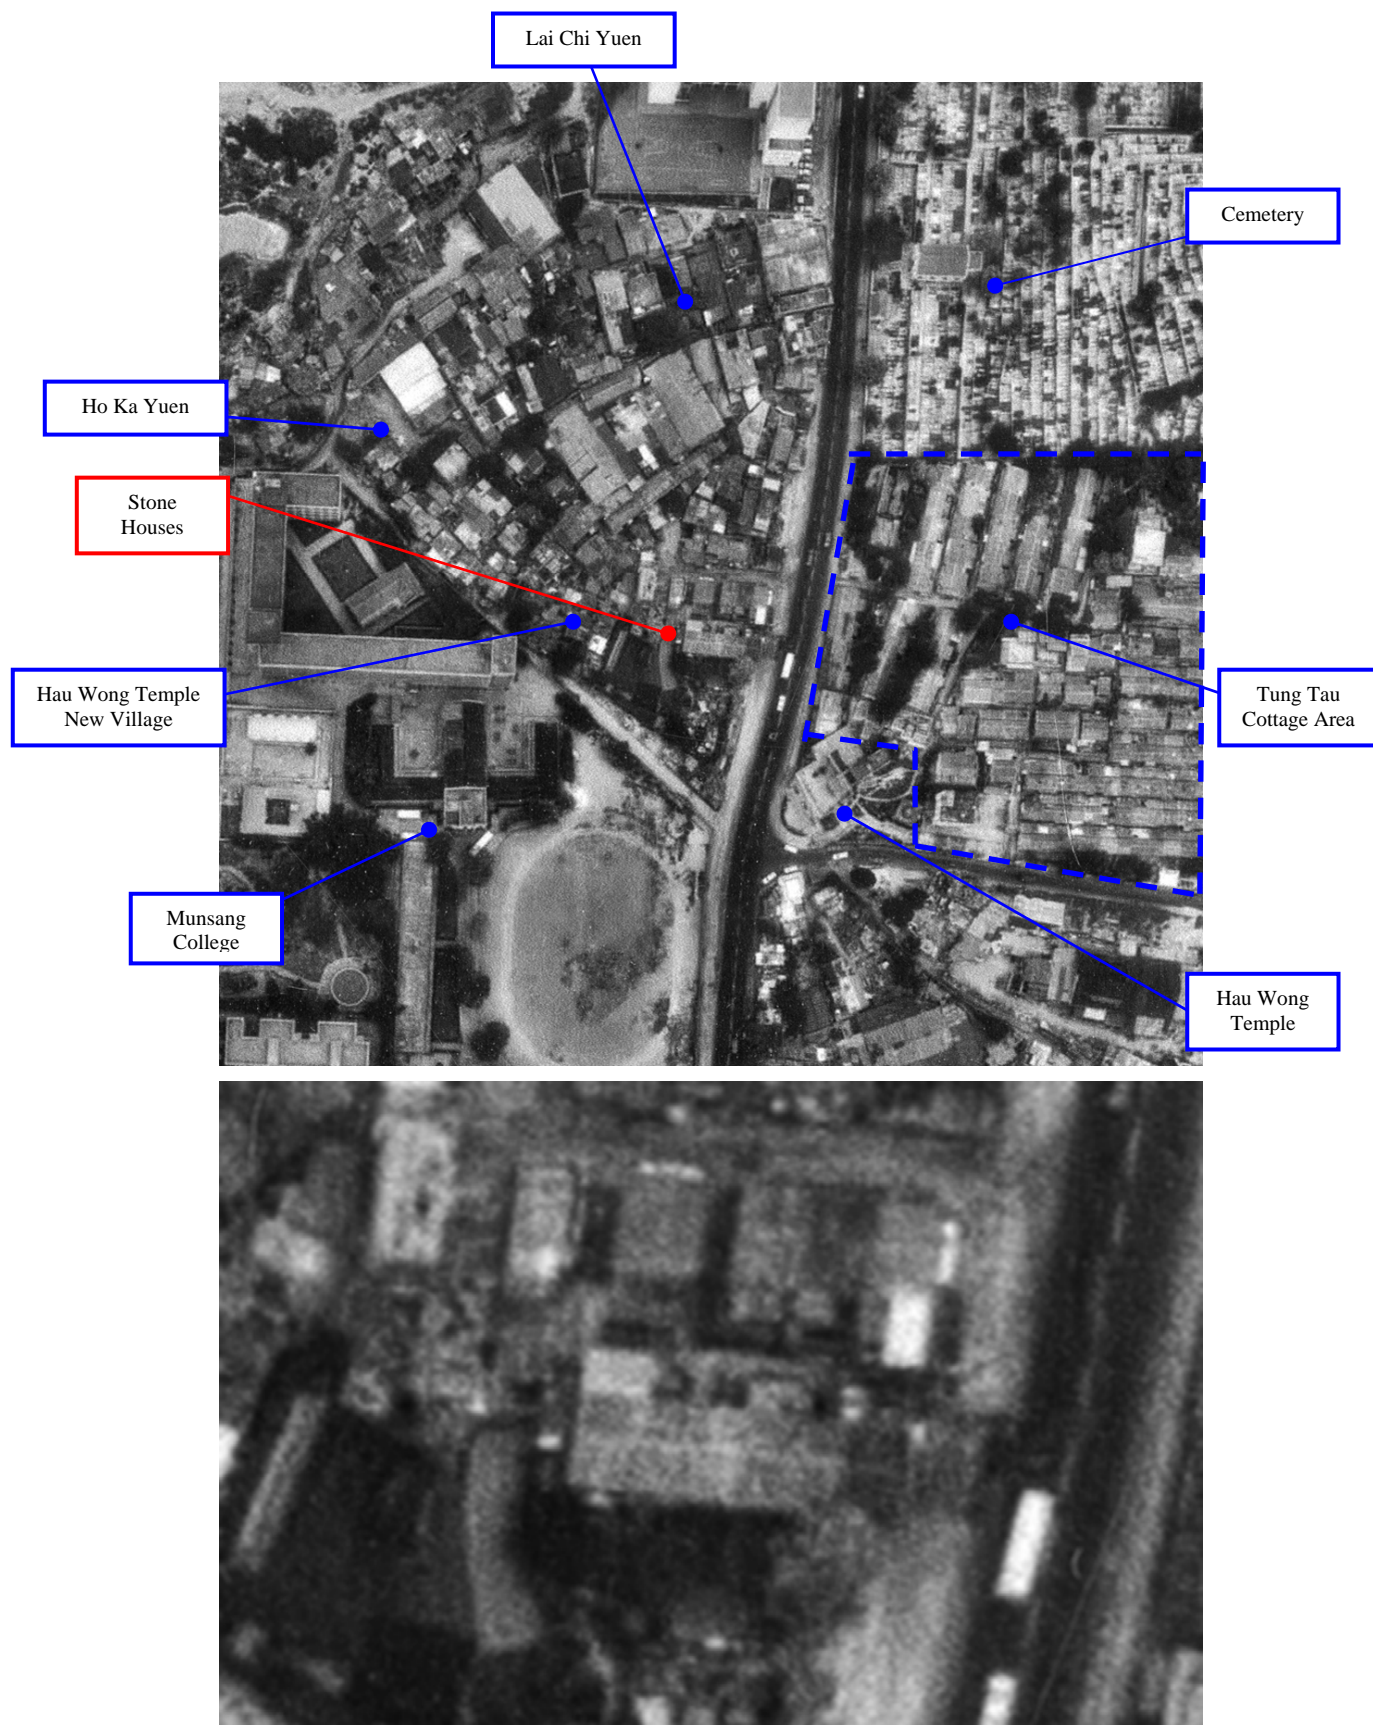 Lai Chi Yuen
Cemetery
Ho Ka Yuen
Stone
Houses
Hau Wong Temple
New Village
Tung Tau
Cottage Area
Munsang
College
Hau Wong
Temple